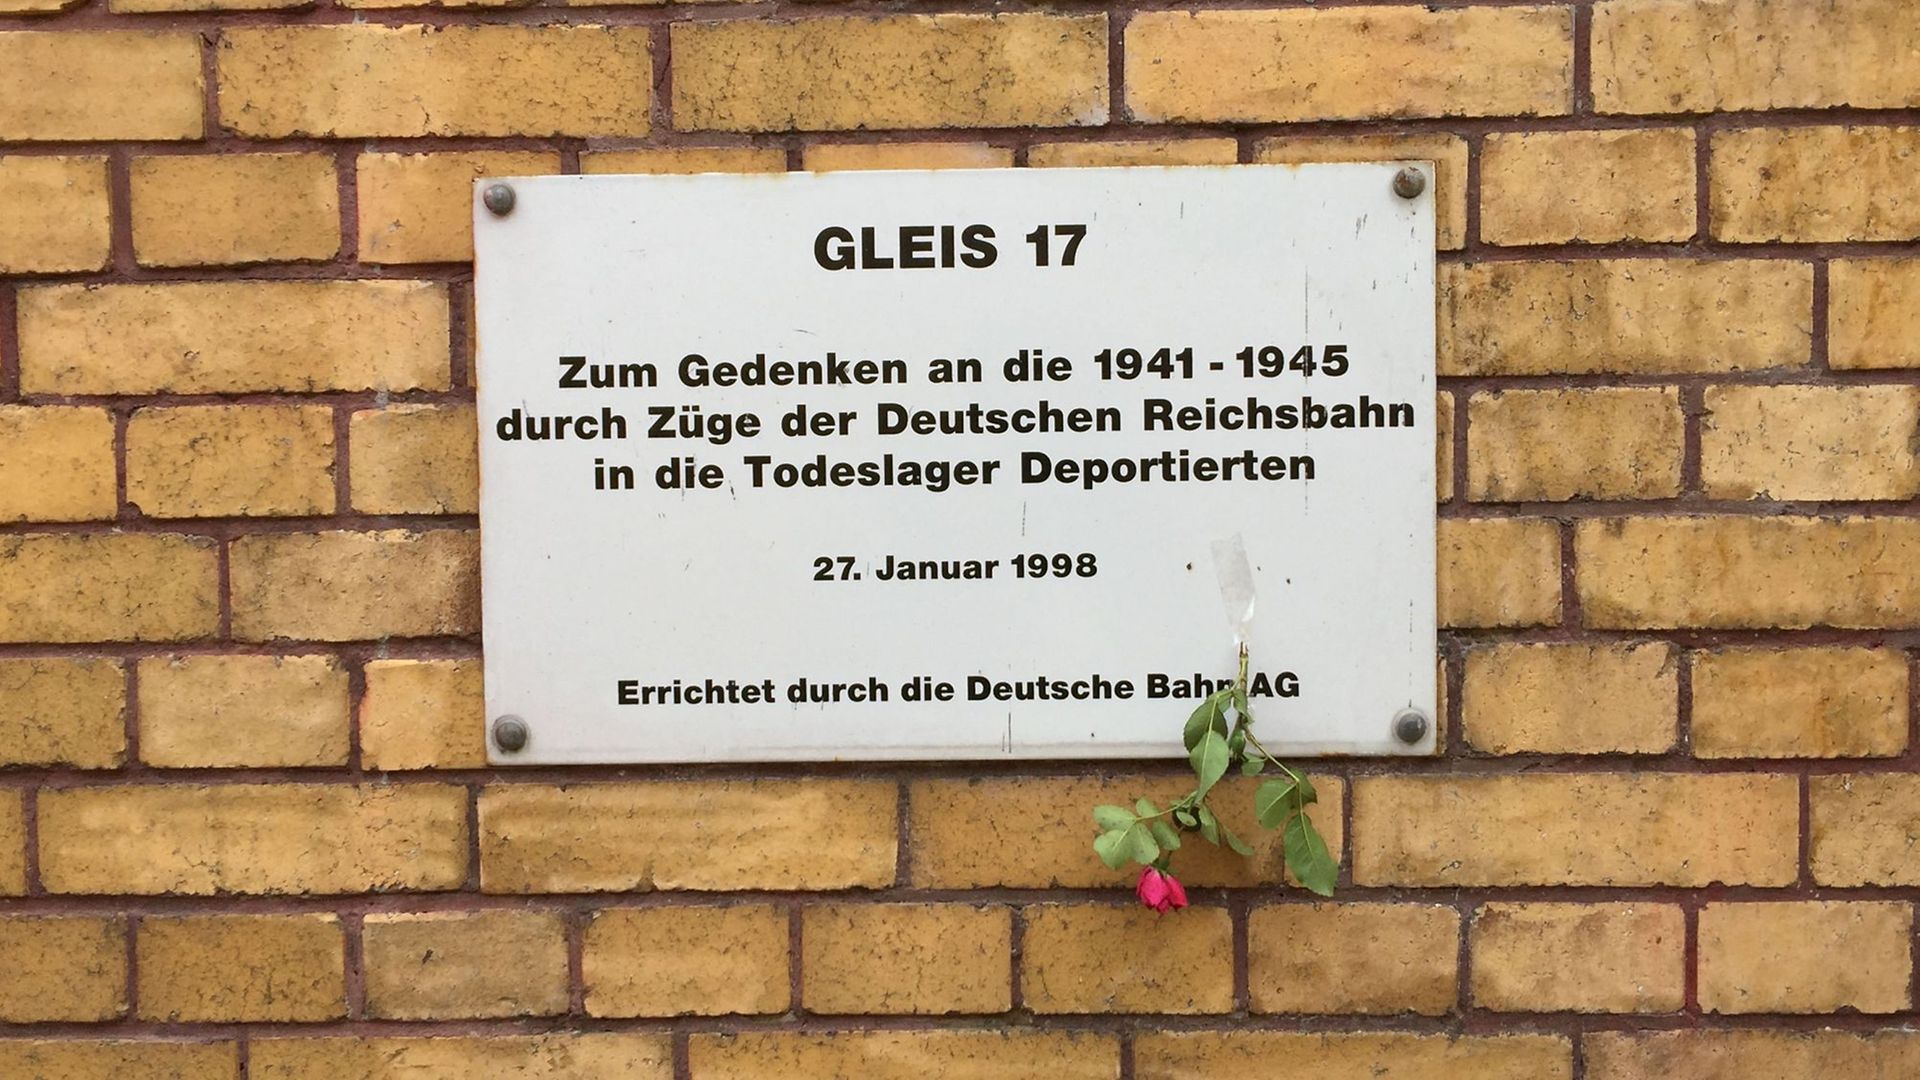 GLEIS 17
Zum Gedenken an die 1941 - 1945
durch Züge der Deutschen Reichsbahn
in die Todeslager Deportierten
27. Januar 1998
Errichtet durch die Deutsche Bahn AG